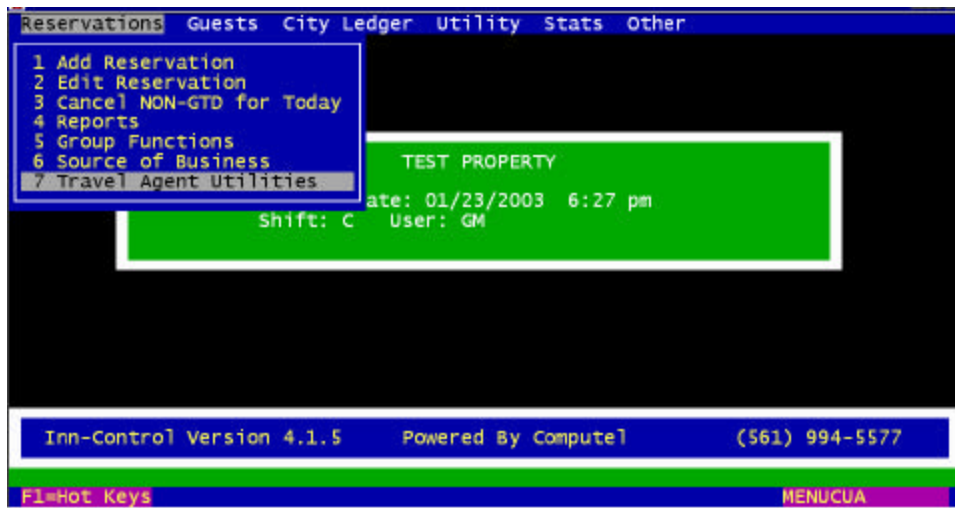 Reservations Guests City Ledger Utility Stats Other
1 Add Reservation
2 Edit Reservation
3 Cancel NON-GTD for Today
4 Reports
5 Group Functions
6 Source of Business
7 Travel Agent Utilities
TEST PROPERTY
ate: 01/23/2003 6:27 pm
Shift: C User: GM
Inn-Control Version 4.1.5 Powered By Computel (561) 994-5577
F1=Hot Keys MENUCUA